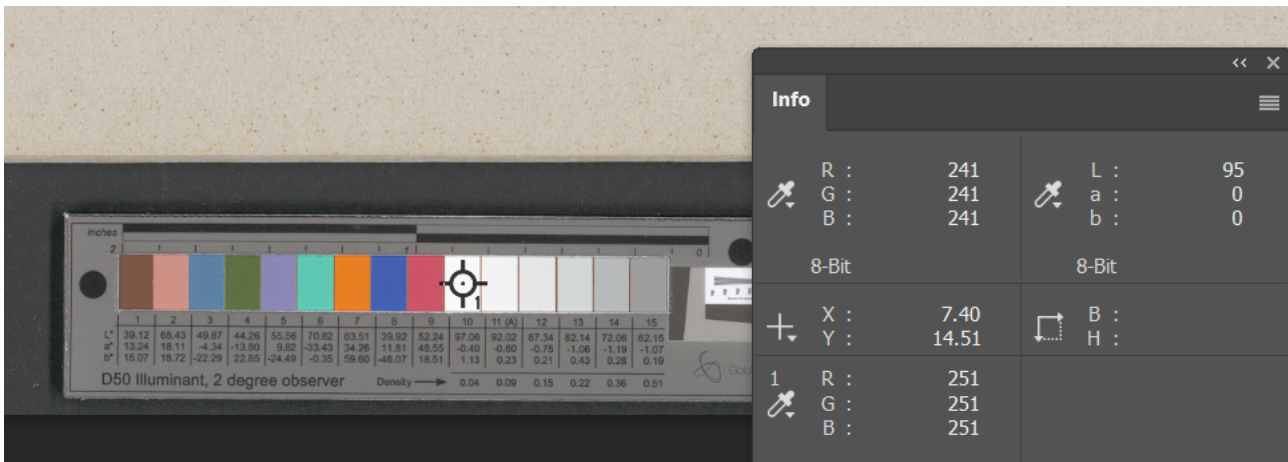 Info
R : 241 L : 95
G : 241 a : 0
B : 241 b : 0
8-Bit 8-Bit
X : 7.40 B :
Y : 14.51 H :
1 R : 251
G : 251
B : 251
inches
2 1 0
1 2 3 4 5 6 7 8 9 10 11 (A) 12 13 14 15
L* 39.12 65.43 49.87 44.26 55.56 70.82 63.51 39.92 52.24 97.06 92.02 87.34 82.14 72.06 62.15
a* 13.24 18.11 -4.34 -13.80 9.82 -33.43 34.26 11.81 48.55 -0.40 -0.60 -0.75 -1.06 -1.19 -1.07
b* 15.07 18.72 -22.29 22.85 -24.49 -0.35 59.60 -46.07 18.51 1.13 0.23 0.21 0.43 0.28 0.19
D50 Illuminant, 2 degree observer Density 0.04 0.09 0.15 0.22 0.36 0.51
Gold
1